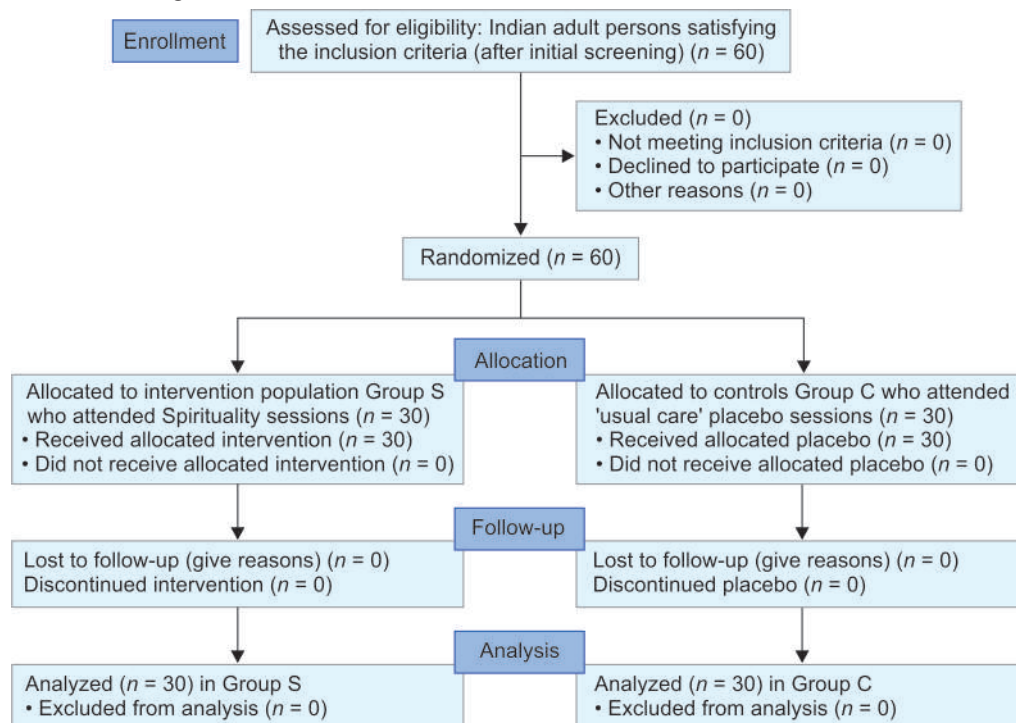 Enrollment
Assessed for eligibility: Indian adult persons satisfying
the inclusion criteria (after initial screening) (n = 60)
Excluded (n = 0)
• Not meeting inclusion criteria (n = 0)
• Declined to participate (n = 0)
• Other reasons (n = 0)
Randomized (n = 60)
Allocation
Allocated to intervention population Group S
who attended Spirituality sessions (n = 30)
• Received allocated intervention (n = 30)
• Did not receive allocated intervention (n = 0)
Allocated to controls Group C who attended
'usual care' placebo sessions (n = 30)
• Received allocated placebo (n = 30)
• Did not receive allocated placebo (n = 0)
Follow-up
Lost to follow-up (give reasons) (n = 0)
Discontinued intervention (n = 0)
Lost to follow-up (give reasons) (n = 0)
Discontinued placebo (n = 0)
Analysis
Analyzed (n = 30) in Group S
• Excluded from analysis (n = 0)
Analyzed (n = 30) in Group C
• Excluded from analysis (n = 0)